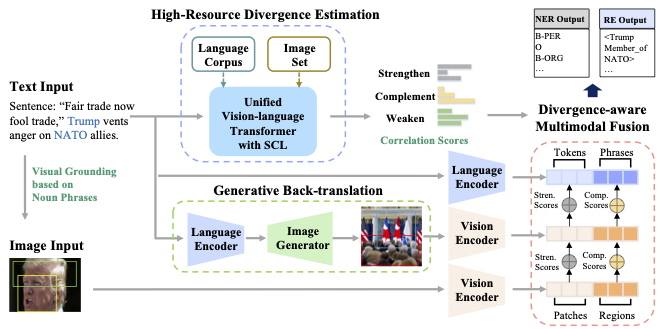 High-Resource Divergence Estimation
Language
Corpus
Image
Set
Unified
Vision-language
Transformer
with SCL
Strengthen
Complement
Weaken
Correlation Scores
NER Output
B-PER
O
B-ORG
...
RE Output
<Trump
Member_of
NATO>
...
Divergence-aware
Multimodal Fusion
Text Input
Sentence: “Fair trade now
fool trade,” Trump vents
anger on NATO allies.
Visual Grounding
based on
Noun Phrases
Image Input
Generative Back-translation
Language
Encoder
Image
Generator
Language
Encoder
Vision
Encoder
Vision
Encoder
Tokens
Phrases
Stren.
Scores
Comp.
Scores
Stren.
Scores
Comp.
Scores
Patches
Regions